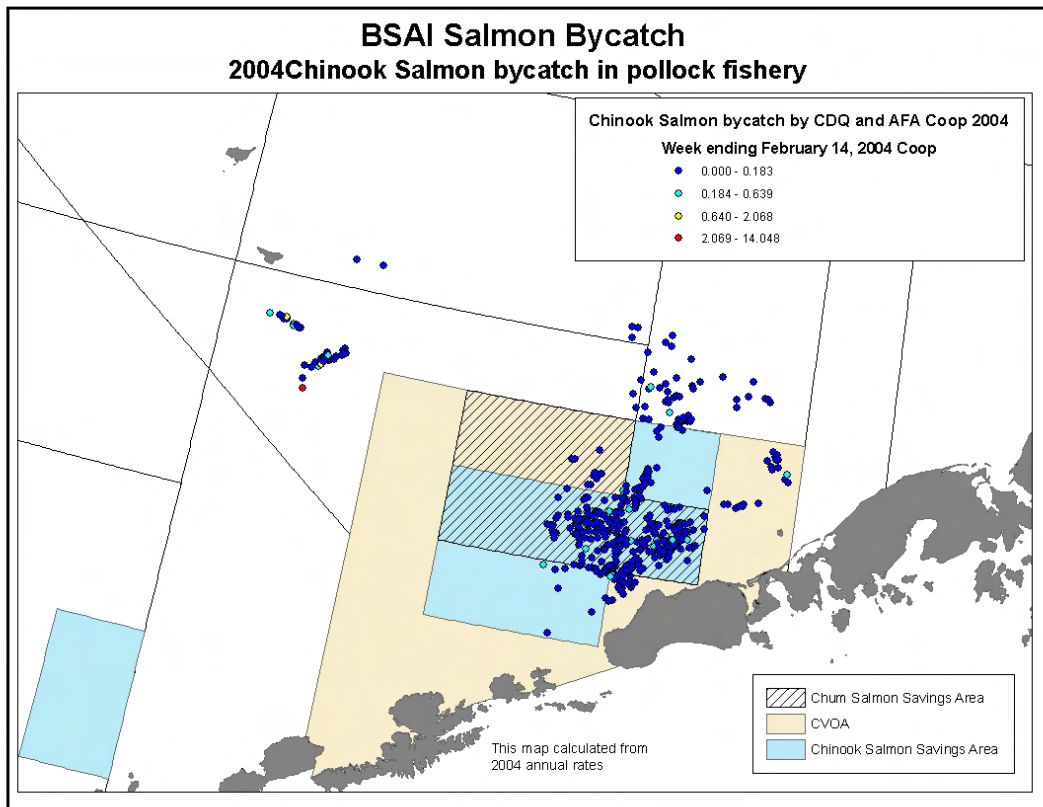 BSAI Salmon Bycatch
2004Chinook Salmon bycatch in pollock fishery
Chinook Salmon bycatch by CDQ and AFA Coop 2004
Week ending February 14, 2004 Coop
0.000 - 0.183
0.184 - 0.639
0.640 - 2.068
2.069 - 14.048
Chum Salmon Savings Area
CVOA
Chinook Salmon Savings Area
This map calculated from
2004 annual rates